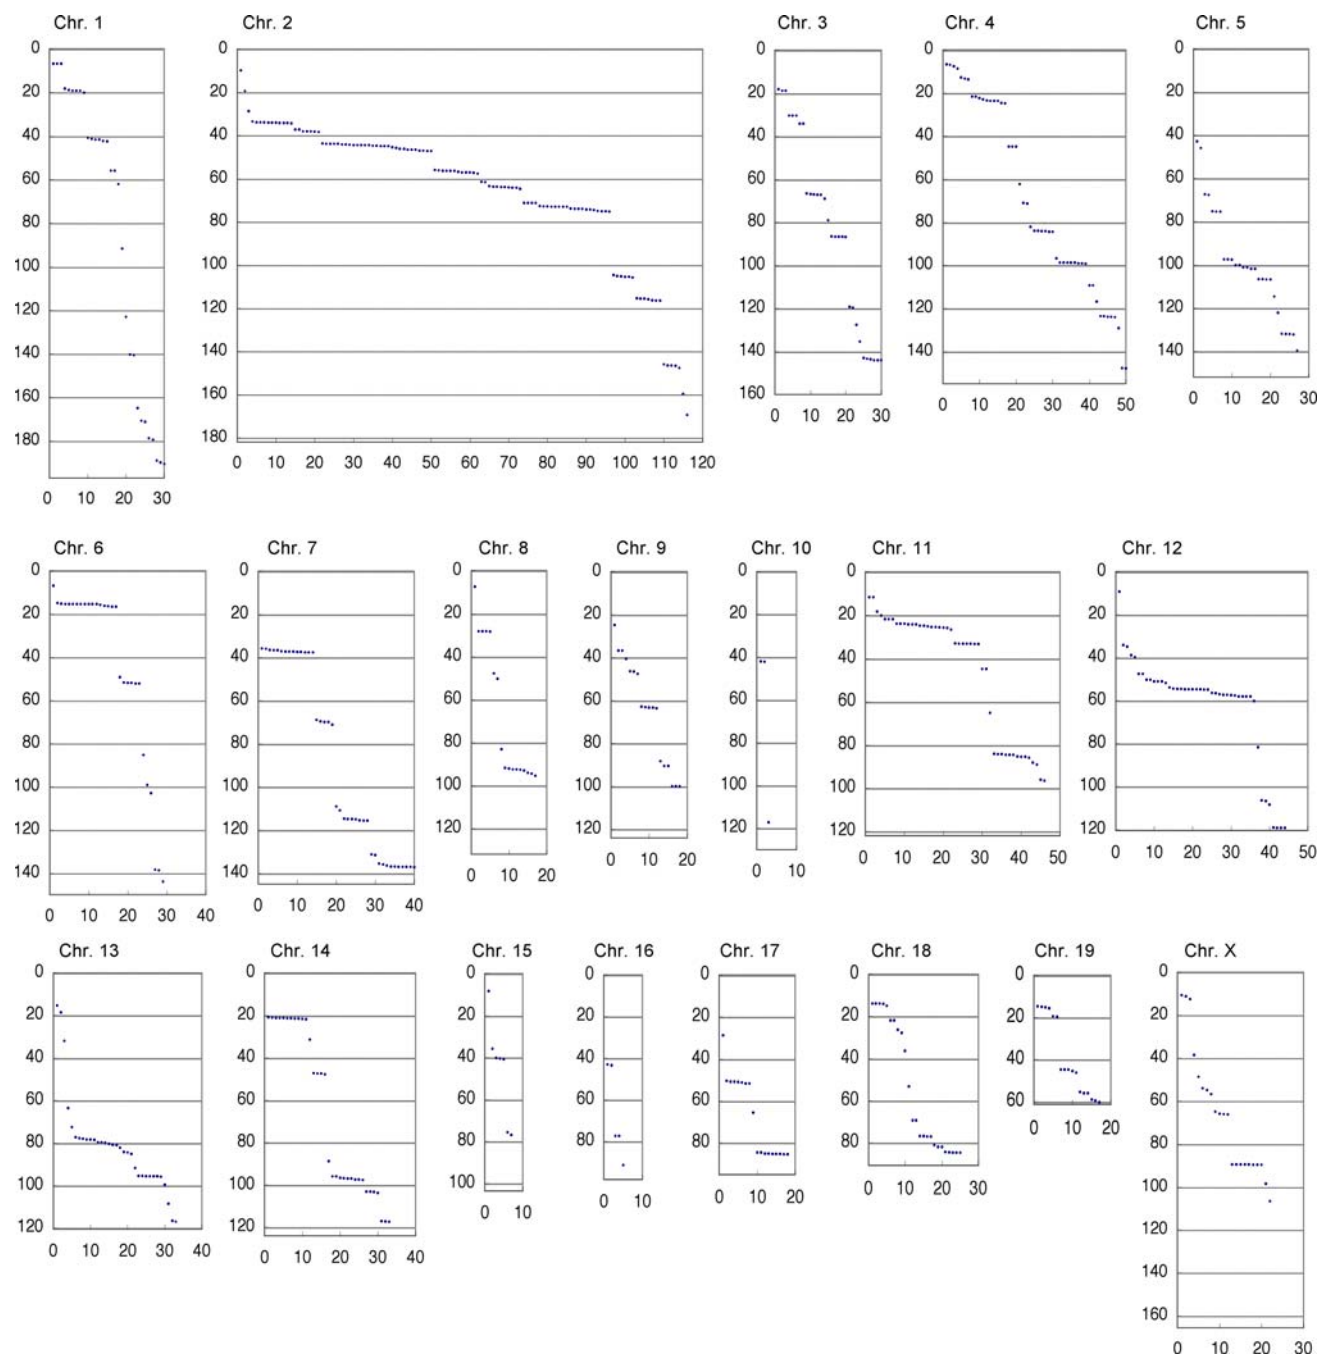 Chr. 1
Chr. 2
Chr. 3
Chr. 4
Chr. 5
0 0 0 0 0
20 20 20 20 20
40 40 40 40 40
60 60 60 60 60
80 80 80 80 80
100 100 100 100 100
120 120 120 120 120
140 140 140 140 140
160 160 160
180 180
0 10 20 30
0 10 20 30 40 50 60 70 80 90 100 110 120
0 10 20 30
0 10 20 30 40 50
0 10 20 30
Chr. 6
Chr. 7
Chr. 8
Chr. 9
Chr. 10
Chr. 11
Chr. 12
0 0 0 0 0 0 0
20 20 20 20 20 20 20
40 40 40 40 40 40 40
60 60 60 60 60 60 60
80 80 80 80 80 80 80
100 100 100 100 100 100 100
120 120 120 120 120 120 120
140 140
0 10 20 30 40
0 10 20 30 40
0 10 20
0 10 20
0 10
0 10 20 30 40 50
0 10 20 30 40 50
Chr. 13
Chr. 14
Chr. 15
Chr. 16
Chr. 17
Chr. 18
Chr. 19
Chr. X
0 0 0 0 0 0 0 0
20 20 20 20 20 20 20 20
40 40 40 40 40 40 40 40
60 60 60 60 60 60 60 60
80 80 80 80 80 80 80
100 100 100 100
120 120 120
140
160
0 10 20 30 40
0 10 20 30 40
0 10
0 10
0 10 20
0 10 20 30
0 10 20
0 10 20 30